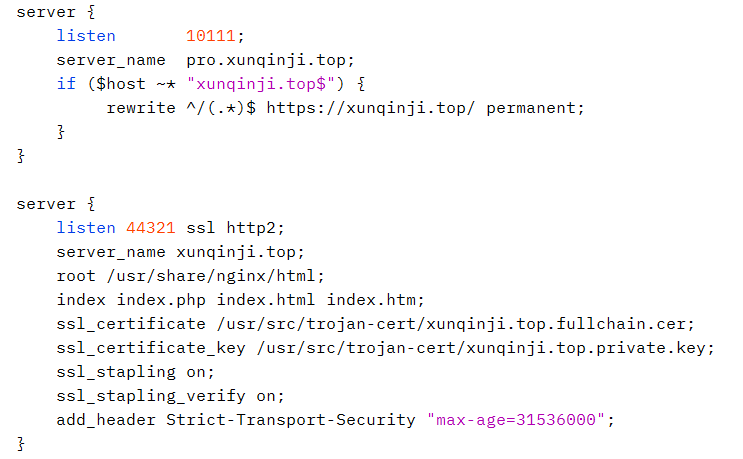 server {
    listen       10111;
    server_name  pro.xunqinji.top;
    if ($host ~* "xunqinji.top$") {
         rewrite ^/(.*)$ https://xunqinji.top/ permanent;
    }
}

server {
    listen 44321 ssl http2;
    server_name xunqinji.top;
    root /usr/share/nginx/html;
    index index.php index.html index.htm;
    ssl_certificate /usr/src/trojan-cert/xunqinji.top.fullchain.cer;
    ssl_certificate_key /usr/src/trojan-cert/xunqinji.top.private.key;
    ssl_stapling on;
    ssl_stapling_verify on;
    add_header Strict-Transport-Security "max-age=31536000";
}